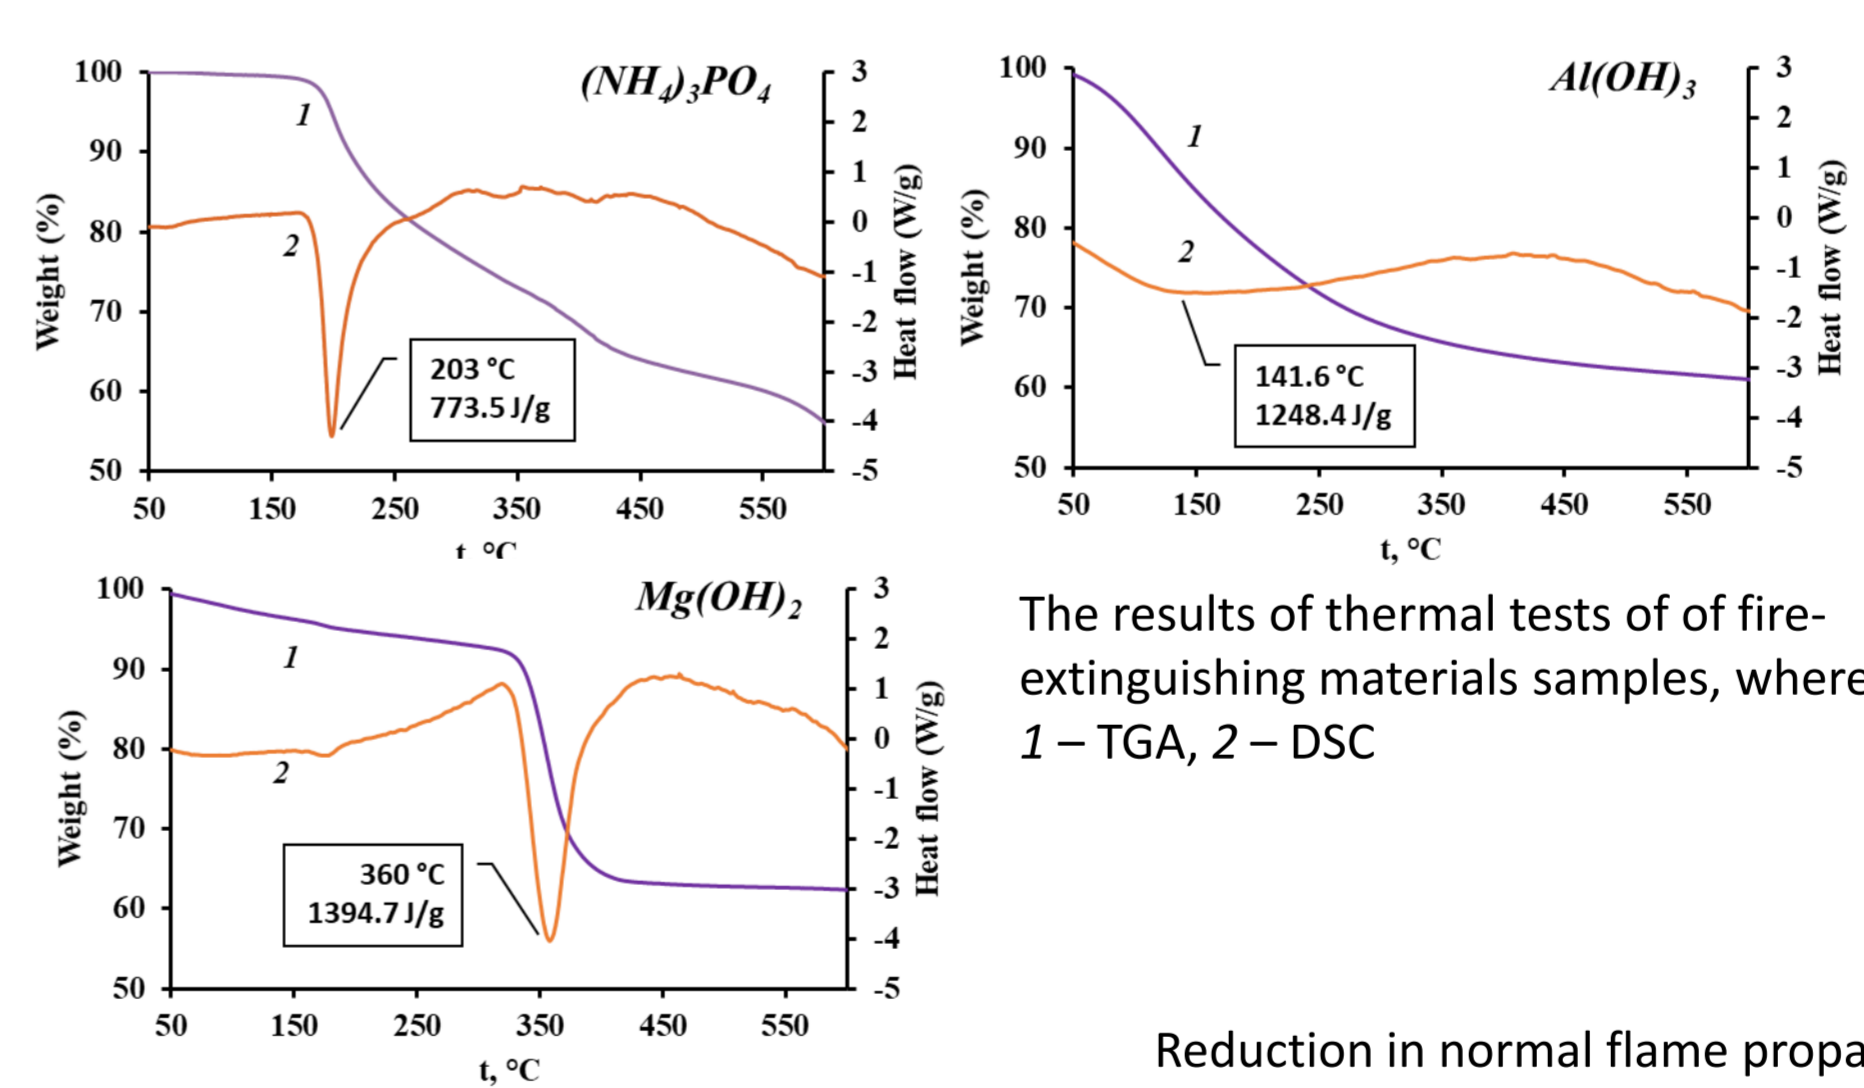 (NH4)3PO4
100
90
80
70
60
50
Weight (%)
3
2
1
0
-1
-2
-3
-4
-5
Heat flow (W/g)
1
2
203 °C
773.5 J/g
50 150 250 350 450 550
t, °C
Al(OH)3
100
90
80
70
60
50
Weight (%)
3
2
1
0
-1
-2
-3
-4
-5
Heat flow (W/g)
1
2
141.6 °C
1248.4 J/g
50 150 250 350 450 550
t, °C
Mg(OH)2
100
90
80
70
60
50
Weight (%)
3
2
1
0
-1
-2
-3
-4
-5
Heat flow (W/g)
1
2
360 °C
1394.7 J/g
50 150 250 350 450 550
t, °C
The results of thermal tests of of fire-
extinguishing materials samples, where
1 – TGA, 2 – DSC
Reduction in normal flame propa